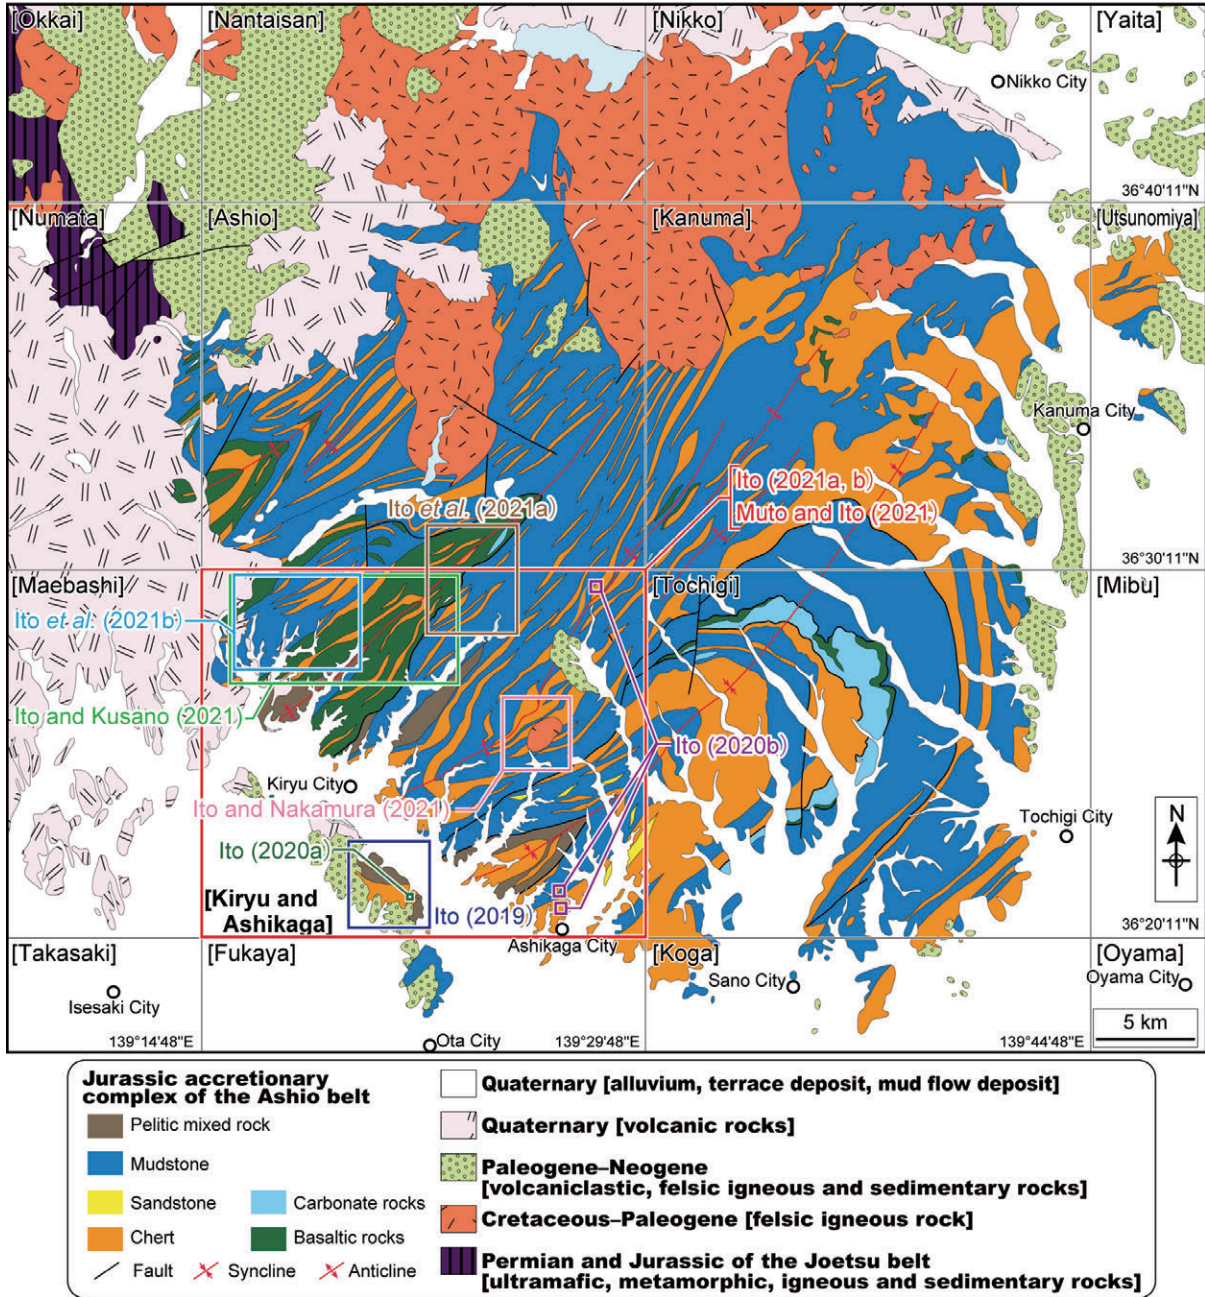 [Okkai]
[Nantaisan]
[Nikko]
[Yaita]
Nikko City
36°40'11"N
[Numata]
[Ashio]
[Kanuma]
[Utsunomiya]
Kanuma City
Ito (2021a, b)
Muto and Ito (2021)
Ito et al. (2021a)
36°30'11"N
[Maebashi]
[Tochigi]
[Mibu]
Ito et al. (2021b)
Ito and Kusano (2021)
Ito (2020b)
Kiryu City
Ito and Nakamura (2021)
Tochigi City
N
Ito (2020a)
[Kiryu and
Ashikaga]
Ito (2019)
36°20'11"N
Ashikaga City
[Takasaki]
[Fukaya]
[Koga]
[Oyama]
Isesaki City
Sano City
Oyama City
5 km
139°14'48"E
Ota City
139°29'48"E
139°44'48"E
Jurassic accretionary
complex of the Ashio belt
Pelitic mixed rock
Mudstone
Sandstone
Carbonate rocks
Chert
Basaltic rocks
Fault
Syncline
Anticline
Quaternary [alluvium, terrace deposit, mud flow deposit]
Quaternary [volcanic rocks]
Paleogene–Neogene
[volcaniclastic, felsic igneous and sedimentary rocks]
Cretaceous–Paleogene [felsic igneous rock]
Permian and Jurassic of the Joetsu belt
[ultramafic, metamorphic, igneous and sedimentary rocks]